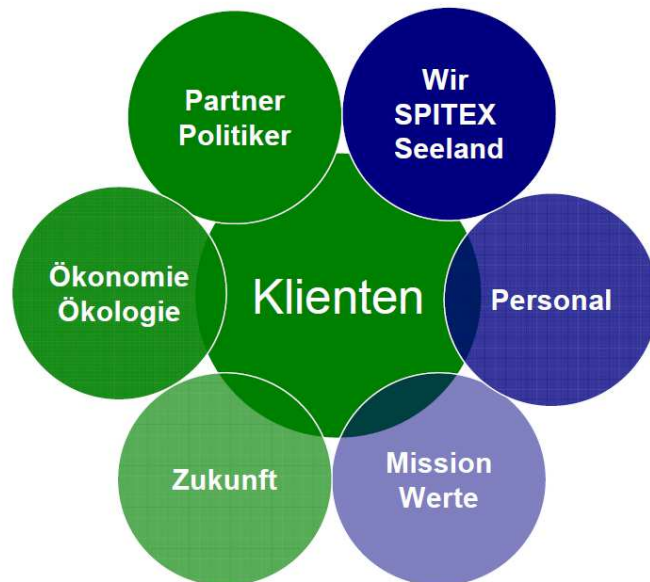 Partner
Politiker
Wir
SPITEX
Seeland
Ökonomie
Ökologie
Klienten
Personal
Zukunft
Mission
Werte